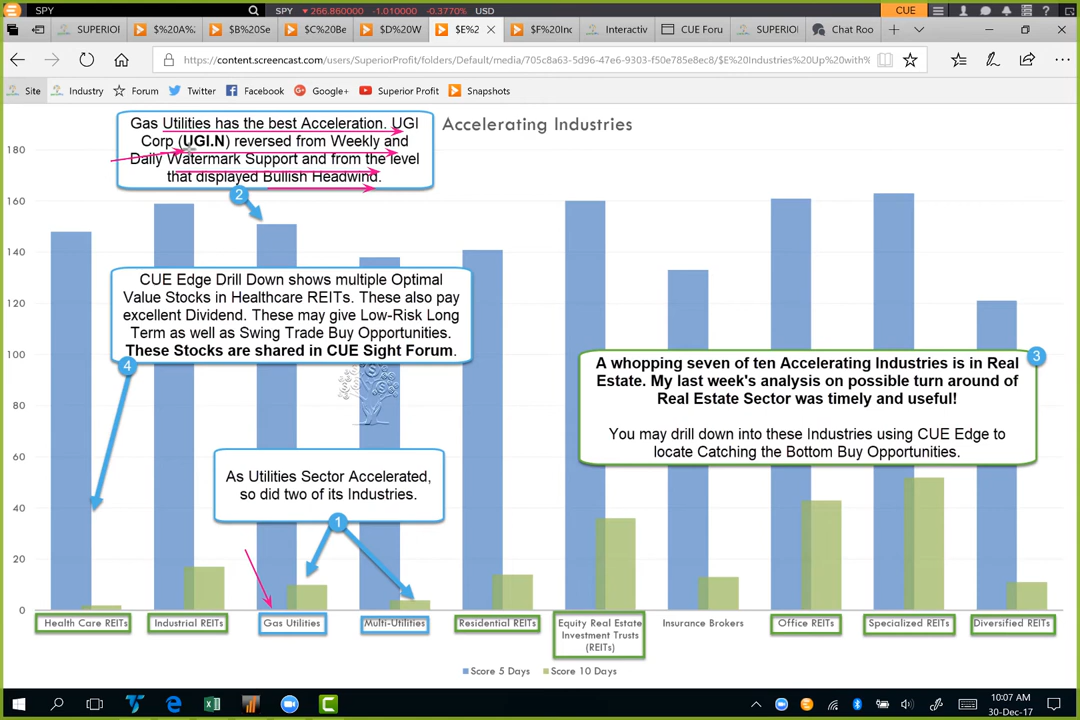 SPY
SPY ▼ 266.860000 -1.010000 -0.3770% USD
CUE
SUPERIOI
$%20A%
$B%20Se
$C%20Be
$D%20W
$E%2
$F%20Inc
Interactiv
CUE Foru
SUPERIOI
Chat Roo
https://content.screencast.com/users/SuperiorProfit/folders/Default/media/705c8a63-5d96-47e6-9303-f50e785e8ec8/$E%20Industries%20Up%20with%
Site
Industry
Forum
Twitter
Facebook
Google+
Superior Profit
Snapshots
Accelerating Industries
Gas Utilities has the best Acceleration. UGI
Corp (UGI.N) reversed from Weekly and
Daily Watermark Support and from the level
that displayed Bullish Headwind.
2
CUE Edge Drill Down shows multiple Optimal
Value Stocks in Healthcare REITs. These also pay
excellent Dividend. These may give Low-Risk Long
Term as well as Swing Trade Buy Opportunities.
These Stocks are shared in CUE Sight Forum.
4
3
A whopping seven of ten Accelerating Industries is in Real
Estate. My last week's analysis on possible turn around of
Real Estate Sector was timely and useful!
You may drill down into these Industries using CUE Edge to
locate Catching the Bottom Buy Opportunities.
As Utilities Sector Accelerated,
so did two of its Industries.
1
180
160
140
120
100
80
60
40
20
0
Health Care REITs
Industrial REITs
Gas Utilities
Multi-Utilities
Residential REITs
Equity Real Estate
Investment Trusts
(REITs)
Insurance Brokers
Office REITs
Specialized REITs
Diversified REITs
Score 5 Days
Score 10 Days
10:07 AM
30-Dec-17